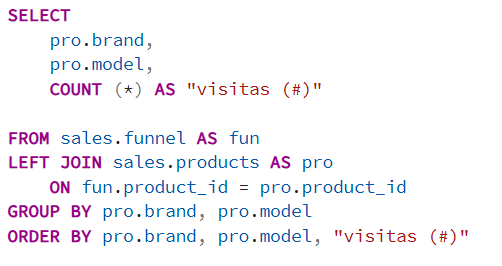 SELECT
pro.brand,
pro.model,
COUNT (*) AS "visitas (#)"
FROM sales.funnel AS fun
LEFT JOIN sales.products AS pro
ON fun.product_id = pro.product_id
GROUP BY pro.brand, pro.model
ORDER BY pro.brand, pro.model, "visitas (#)"